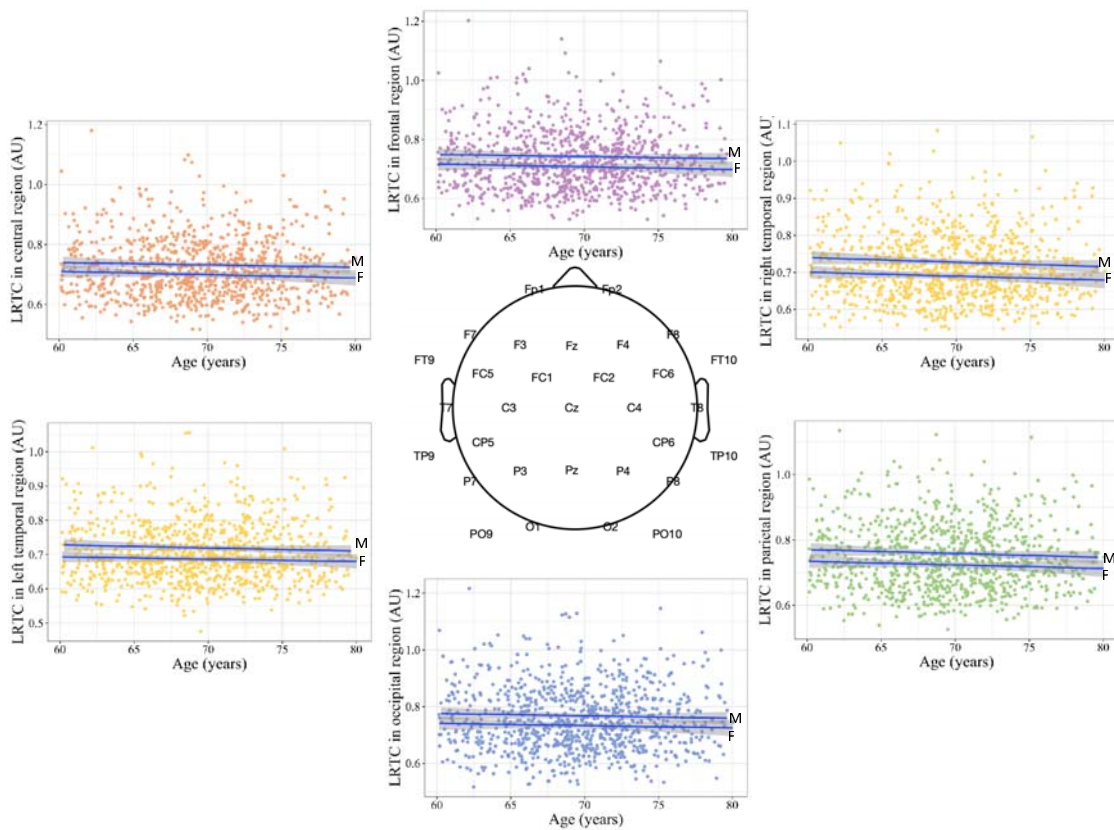 LRTC in frontal region (AU)
1.2
1.0
0.8
0.6
M
F
60 65 70 75 80
Age (years)
LRTC in central region (AU)
1.2
1.0
0.8
0.6
M
F
60 65 70 75 80
Age (years)
LRTC in right temporal region (AU)
1.1
1.0
0.9
0.8
0.7
0.6
M
F
60 65 70 75 80
Age (years)
Fp1 Fp2
F7 F3 Fz F4 F8
FT9 FC5 FC1 FC2 FC6 FT10
T7 C3 Cz C4 T8
TP9 CP5 CP6 TP10
P7 P3 Pz P4 P8
PO9 O1 O2 PO10
LRTC in left temporal region (AU)
1.0
0.9
0.8
0.7
0.6
0.5
M
F
60 65 70 75 80
Age (years)
LRTC in parietal region (AU)
1.0
0.8
0.6
M
F
60 65 70 75 80
Age (years)
LRTC in occipital region (AU)
1.2
1.0
0.8
0.6
M
F
60 65 70 75 80
Age (years)